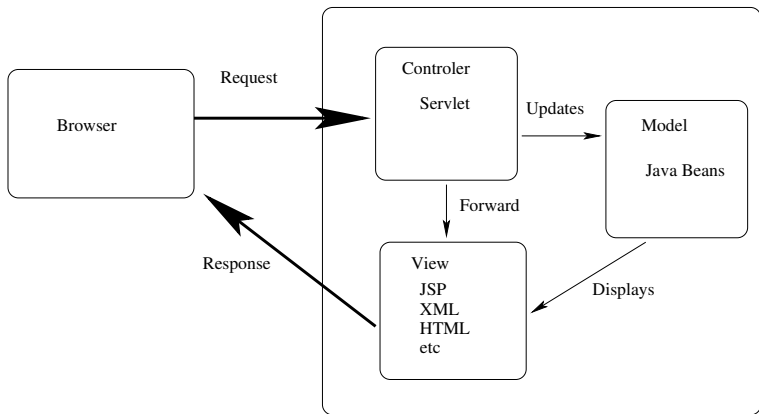 Browser
Request
Controler
Servlet
Updates
Model
Java Beans
Forward
Response
View
JSP
XML
HTML
etc
Displays